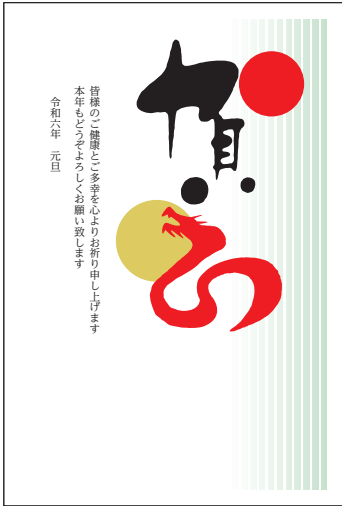 賀
皆様のご健康とご多幸を心よりお祈り申し上げます
本年もどうぞよろしくお願い致します
令和六年　元旦